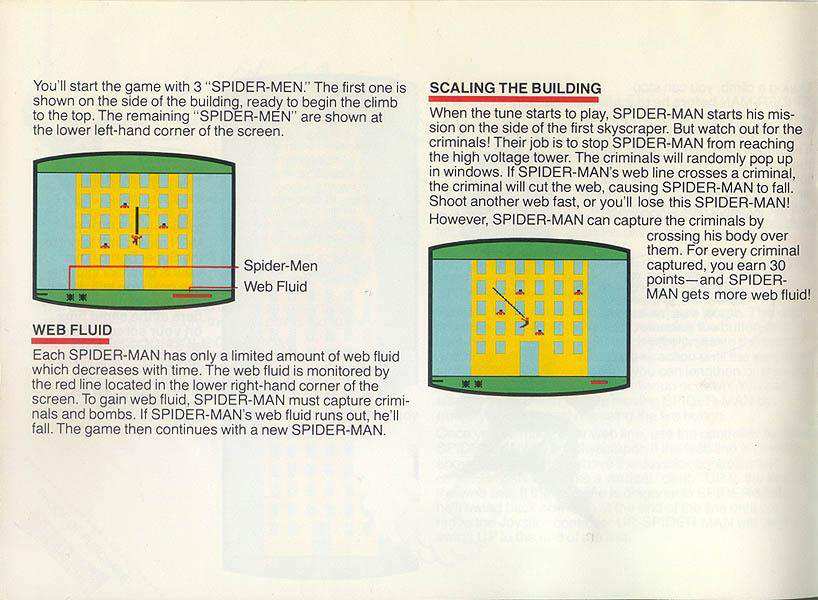 You'll start the game with 3 "SPIDER-MEN." The first one is
shown on the side of the building, ready to begin the climb
to the top. The remaining "SPIDER-MEN" are shown at
the lower left-hand corner of the screen.
Spider-Men
Web Fluid
WEB FLUID
Each SPIDER-MAN has only a limited amount of web fluid
which decreases with time. The web fluid is monitored by
the red line located in the lower right-hand corner of the
screen. To gain web fluid, SPIDER-MAN must capture crimi-
nals and bombs. If SPIDER-MAN's web fluid runs out, he'll
fall. The game then continues with a new SPIDER-MAN.
SCALING THE BUILDING
When the tune starts to play, SPIDER-MAN starts his mis-
sion on the side of the first skyscraper. But watch out for the
criminals! Their job is to stop SPIDER-MAN from reaching
the high voltage tower. The criminals will randomly pop up
in windows. If SPIDER-MAN's web line crosses a criminal,
the criminal will cut the web, causing SPIDER-MAN to fall.
Shoot another web fast, or you'll lose this SPIDER-MAN!
However, SPIDER-MAN can capture the criminals by
crossing his body over
them. For every criminal
captured, you earn 30
points—and SPIDER-
MAN gets more web fluid!